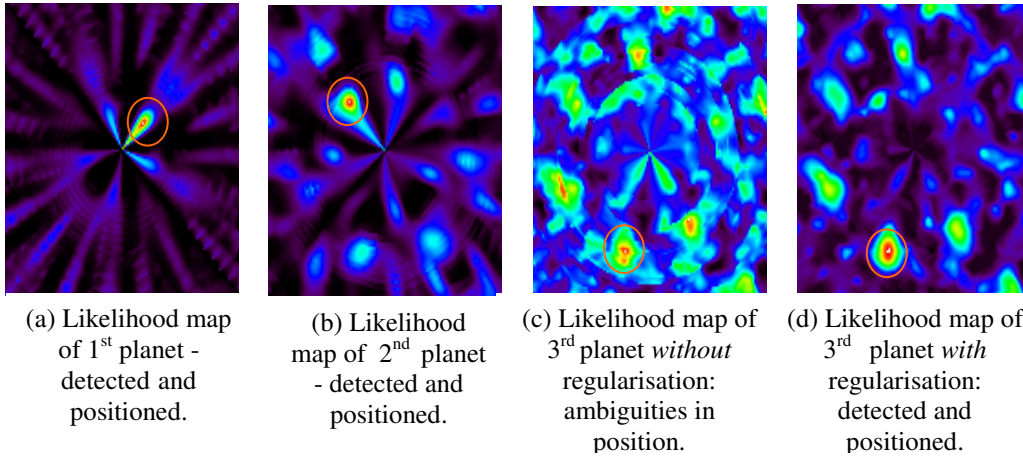 (a) Likelihood map
of 1st planet -
detected and
positioned.
(b) Likelihood
map of 2nd planet
- detected and
positioned.
(c) Likelihood map of
3rd planet without
regularisation:
ambiguities in
position.
(d) Likelihood map of
3rd planet with
regularisation:
detected and
positioned.